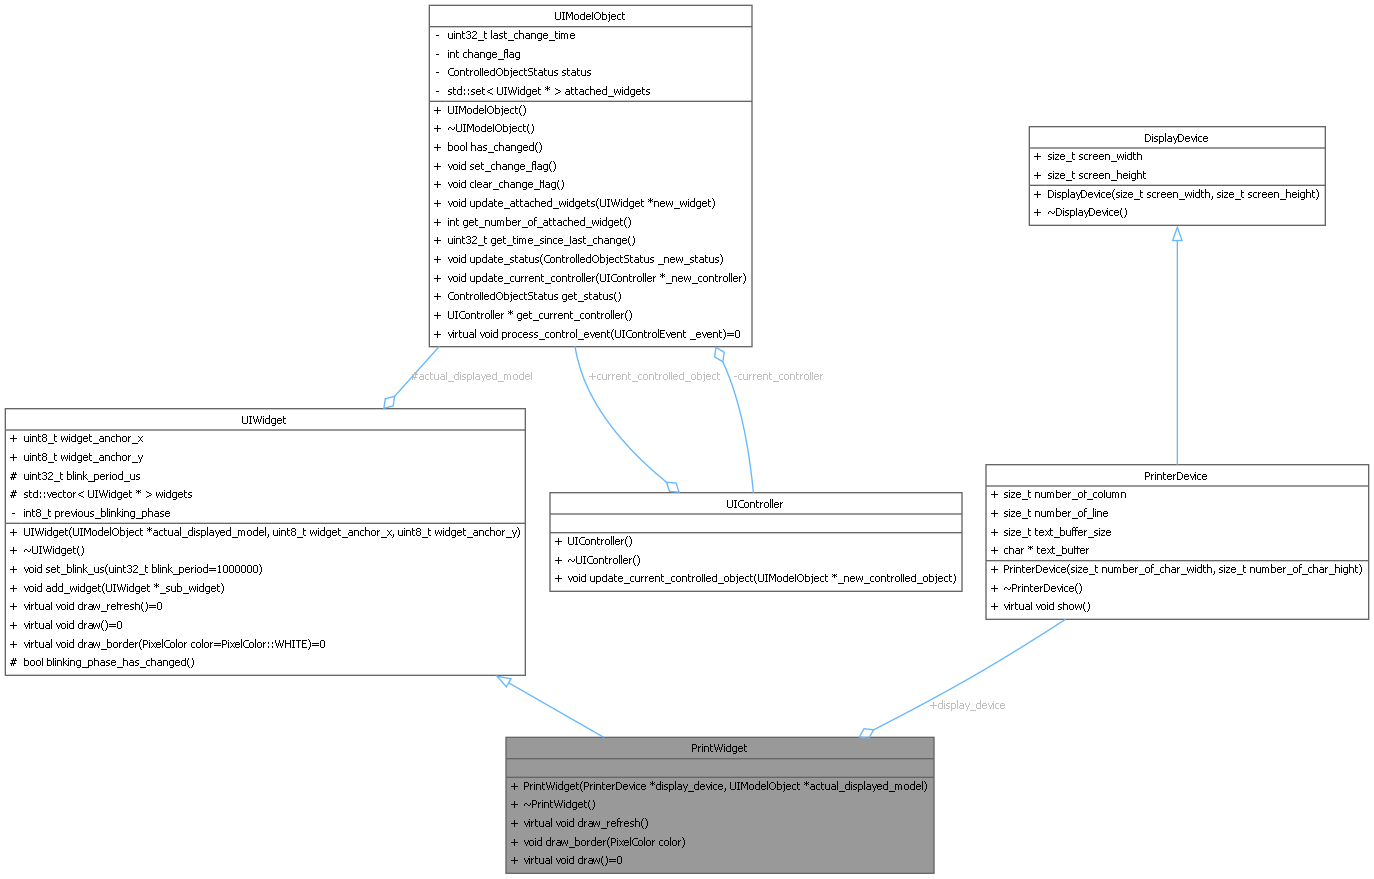 UIModelObject
- uint32_t last_change_time
- int change_flag
- ControlledObjectStatus status
- std::set< UIWidget * > attached_widgets
+ UIModelObject()
+ ~UIModelObject()
+ bool has_changed()
+ void set_change_flag()
+ void clear_change_flag()
+ void update_attached_widgets(UIWidget *new_widget)
+ int get_number_of_attached_widget()
+ uint32_t get_time_since_last_change()
+ void update_status(ControlledObjectStatus _new_status)
+ void update_current_controller(UIController *_new_controller)
+ ControlledObjectStatus get_status()
+ UIController * get_current_controller()
+ virtual void process_control_event(UIControlEvent _event)=0
DisplayDevice
+ size_t screen_width
+ size_t screen_height
+ DisplayDevice(size_t screen_width, size_t screen_height)
+ ~DisplayDevice()
#actual_displayed_model
+current_controlled_object
-current_controller
UIWidget
+ uint8_t widget_anchor_x
+ uint8_t widget_anchor_y
# uint32_t blink_period_us
# std::vector< UIWidget * > widgets
- int8_t previous_blinking_phase
+ UIWidget(UIModelObject *actual_displayed_model, uint8_t widget_anchor_x, uint8_t widget_anchor_y)
+ ~UIWidget()
+ void set_blink_us(uint32_t blink_period=1000000)
+ void add_widget(UIWidget *_sub_widget)
+ virtual void draw_refresh()=0
+ virtual void draw()=0
+ virtual void draw_border(PixelColor color=PixelColor::WHITE)=0
# bool blinking_phase_has_changed()
UIController
+ UIController()
+ ~UIController()
+ void update_current_controlled_object(UIModelObject *_new_controlled_object)
PrinterDevice
+ size_t number_of_column
+ size_t number_of_line
+ size_t text_buffer_size
+ char * text_buffer
+ PrinterDevice(size_t number_of_char_width, size_t number_of_char_hight)
+ ~PrinterDevice()
+ virtual void show()
+display_device
PrintWidget
+ PrintWidget(PrinterDevice *display_device, UIModelObject *actual_displayed_model)
+ ~PrintWidget()
+ virtual void draw_refresh()
+ void draw_border(PixelColor color)
+ virtual void draw()=0